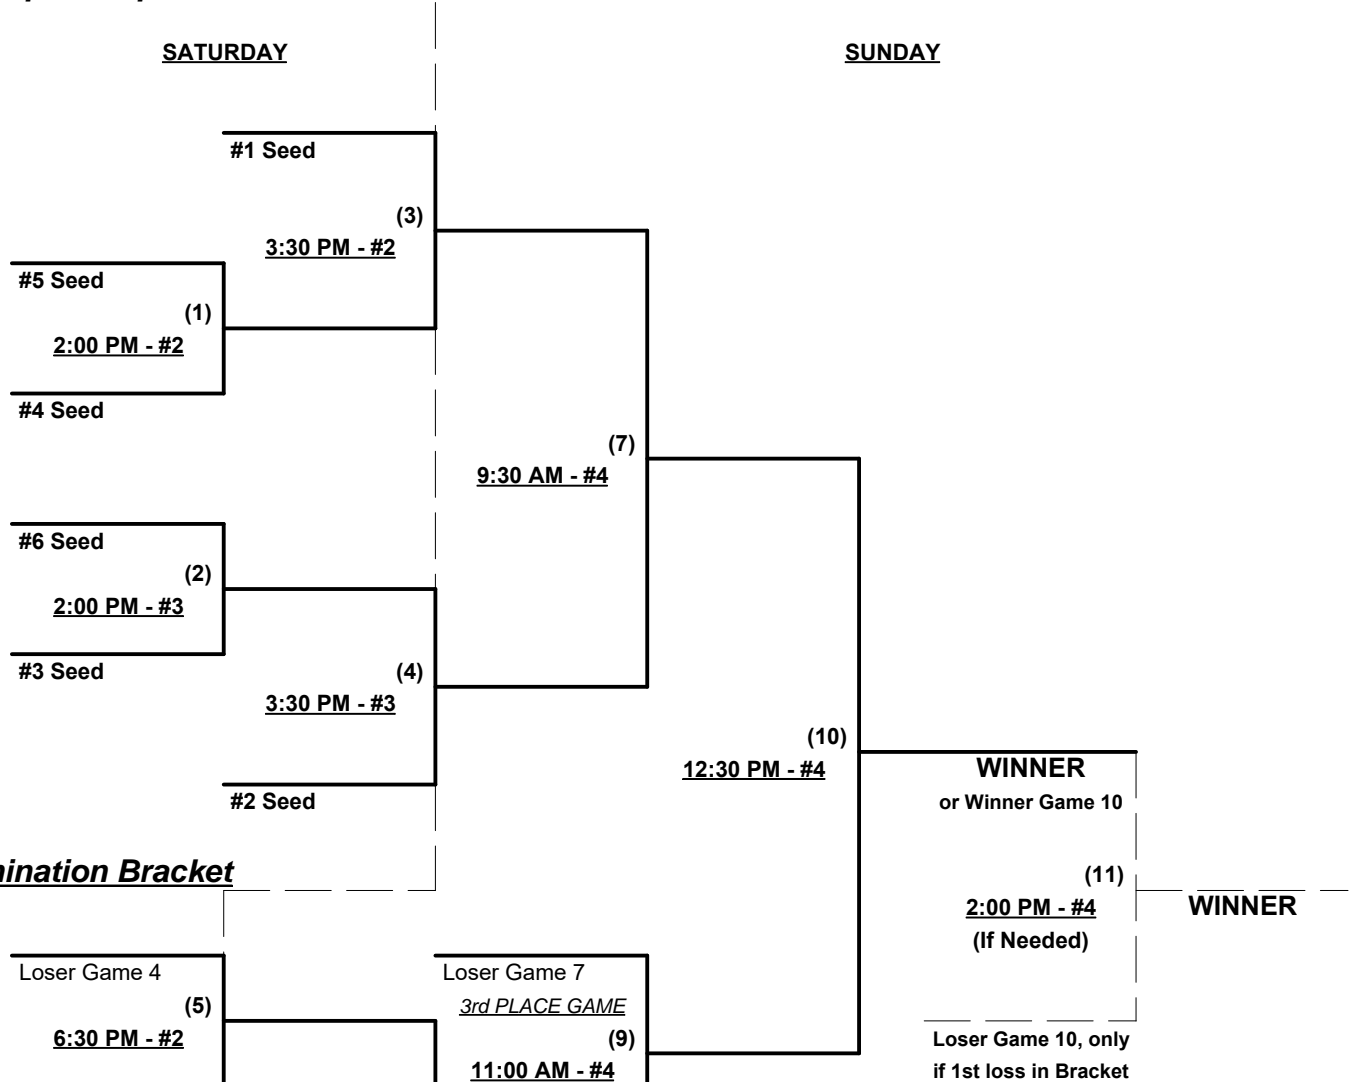 SATURDAY
SUNDAY
#1 Seed
(3)
3:30 PM - #2
#5 Seed
(1)
2:00 PM - #2
#4 Seed
(7)
9:30 AM - #4
#6 Seed
(2)
2:00 PM - #3
#3 Seed
(4)
3:30 PM - #3
(10)
12:30 PM - #4
WINNER
#2 Seed
or Winner Game 10
mination Bracket
(11)
2:00 PM - #4
WINNER
(If Needed)
Loser Game 4
Loser Game 7
(5)
3rd PLACE GAME
6:30 PM - #2
(9)
Loser Game 10, only
11:00 AM - #4
if 1st loss in Bracket